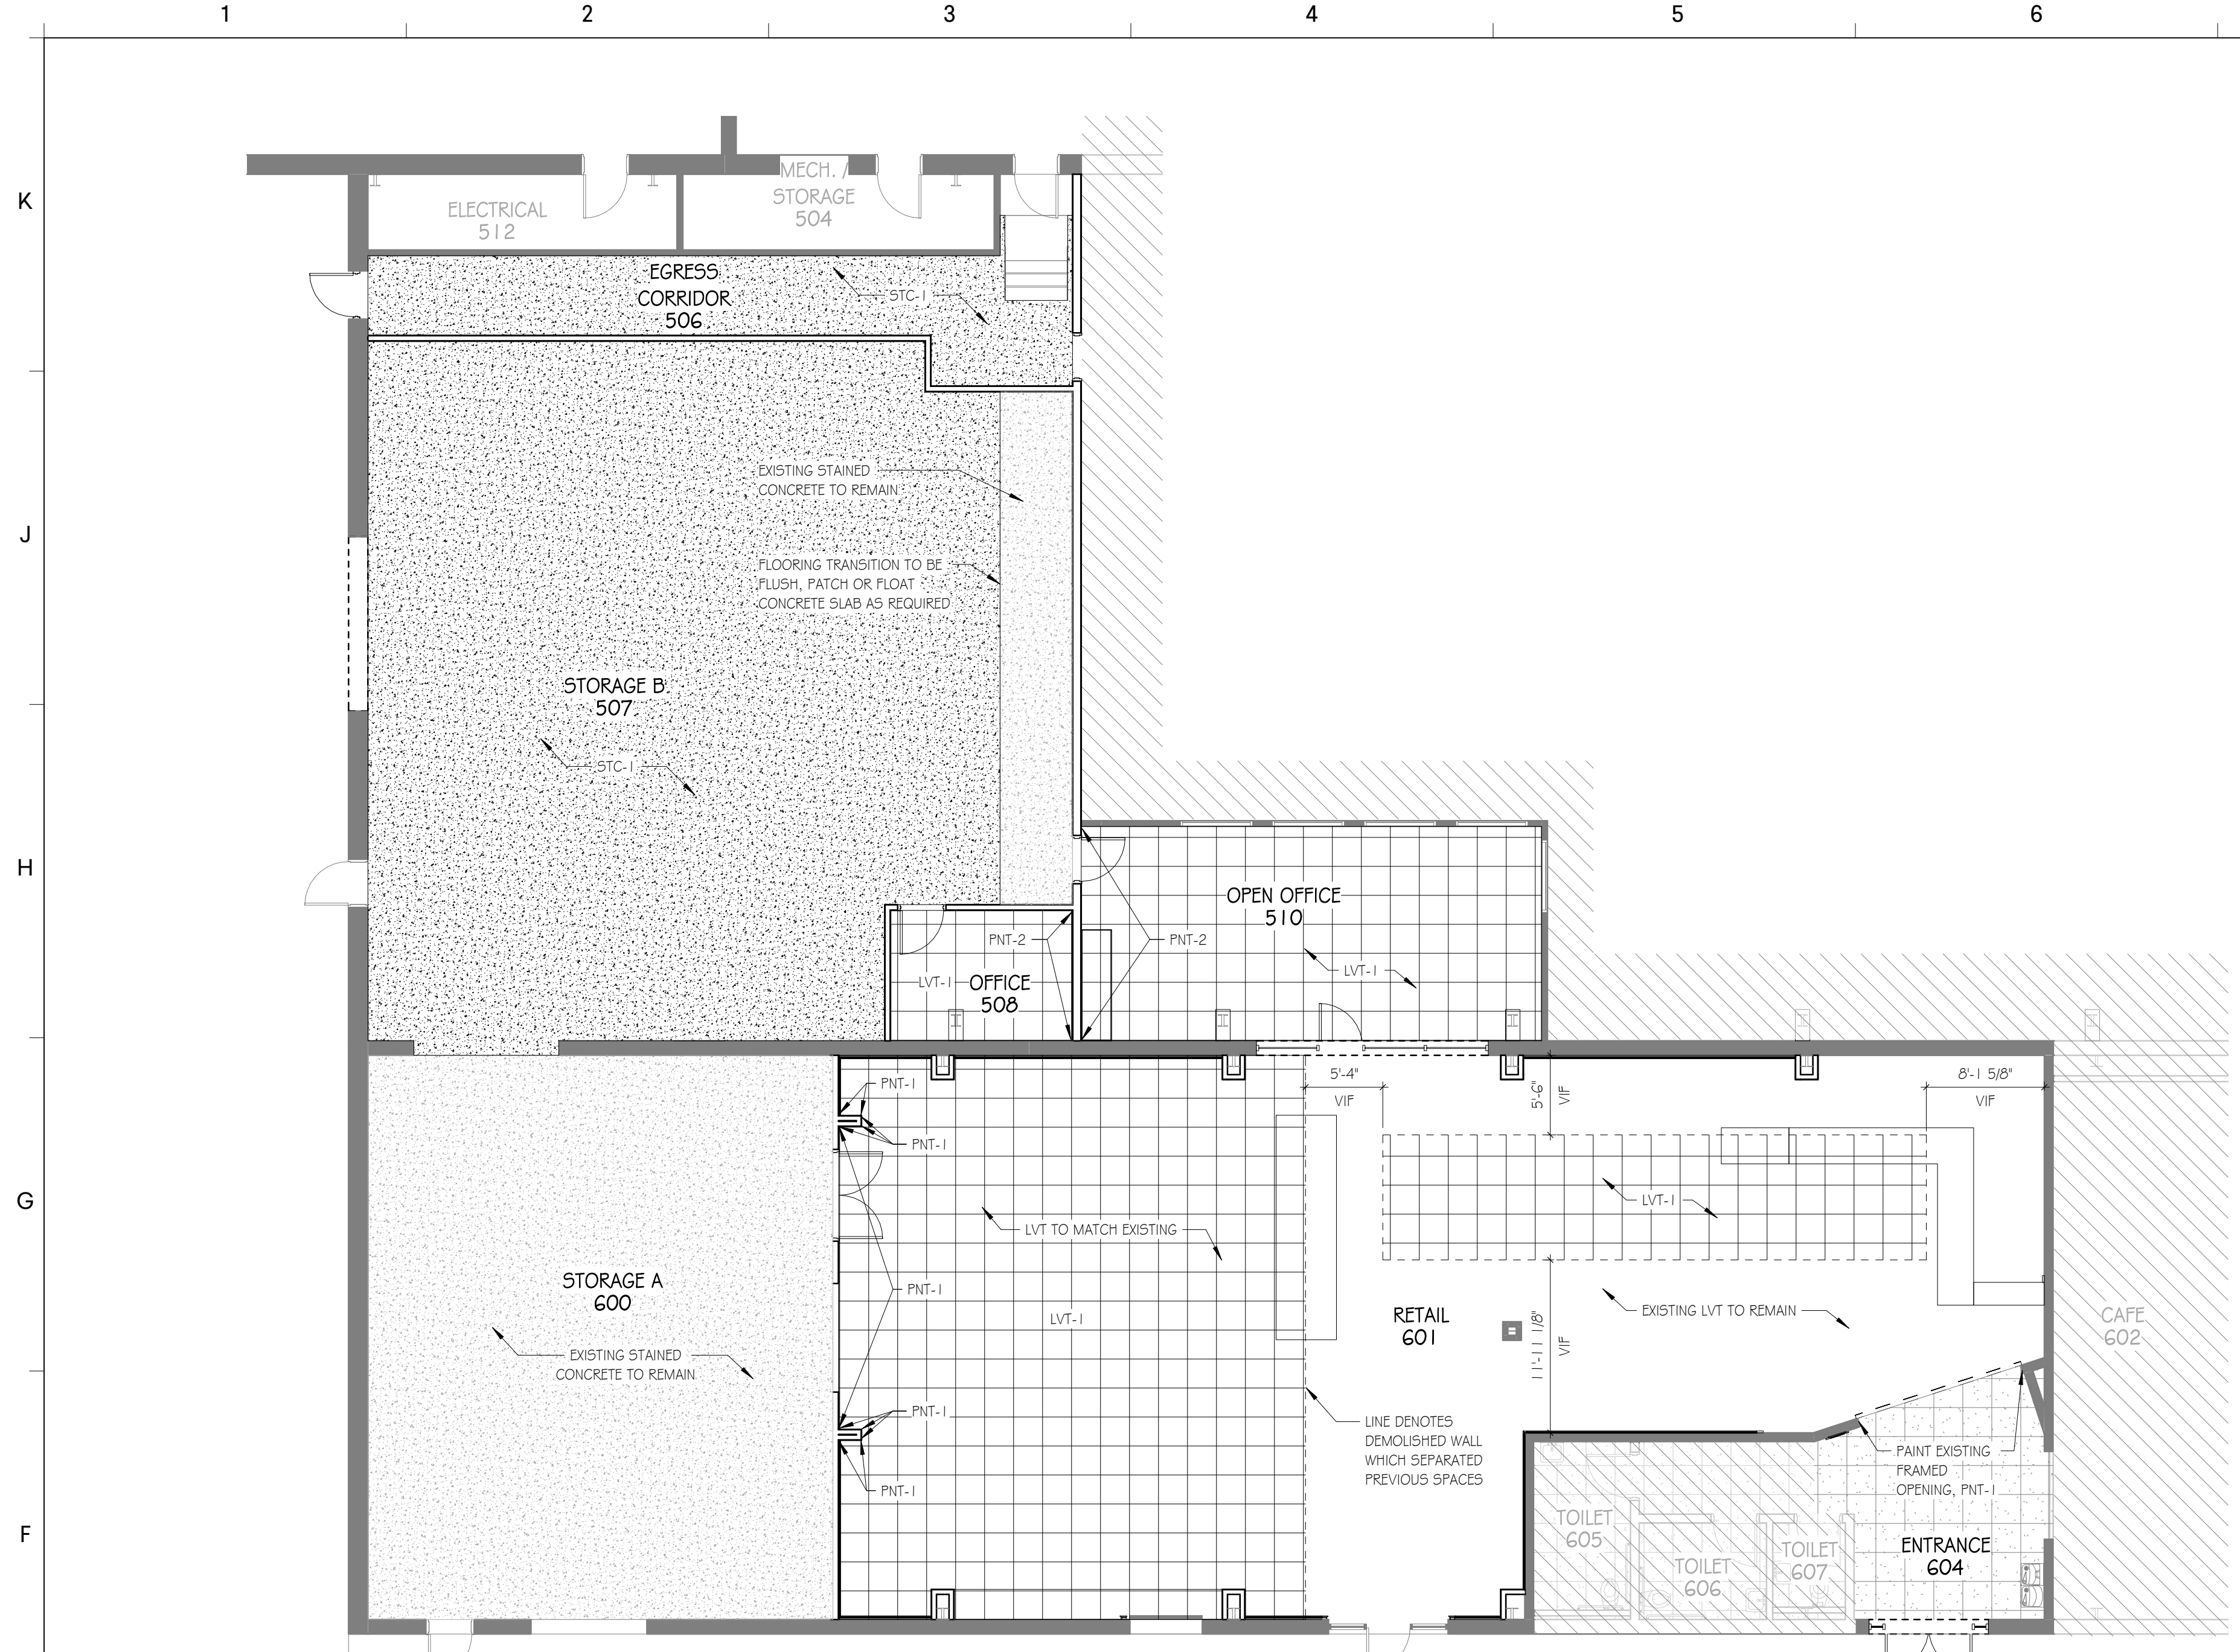 1 2 3 4 5 6
K
MECH. /
STORAGE
504
ELECTRICAL
512
EGRESS
CORRIDOR
506
STC-1
J
EXISTING STAINED
CONCRETE TO REMAIN
FLOORING TRANSITION TO BE
FLUSH, PATCH OR FLOAT
CONCRETE SLAB AS REQUIRED
STORAGE B
507
STC-1
H
OPEN OFFICE
510
PNT-2
PNT-2
LVT-1
LVT-1
OFFICE
508
G
PNT-1
PNT-1
5'-4"
VIF
5'-6"
VIF
8'-1 5/8"
VIF
LVT-1
LVT TO MATCH EXISTING
STORAGE A
600
PNT-1
LVT-1
RETAIL
601
EXISTING LVT TO REMAIN
11'-11 1/8"
VIF
CAFE
602
EXISTING STAINED
CONCRETE TO REMAIN
F
PNT-1
PNT-1
LINE DENOTES
DEMOLISHED WALL
WHICH SEPARATED
PREVIOUS SPACES
PAINT EXISTING
FRAMED
OPENING, PNT-1
TOILET
605
TOILET
606
TOILET
607
ENTRANCE
604